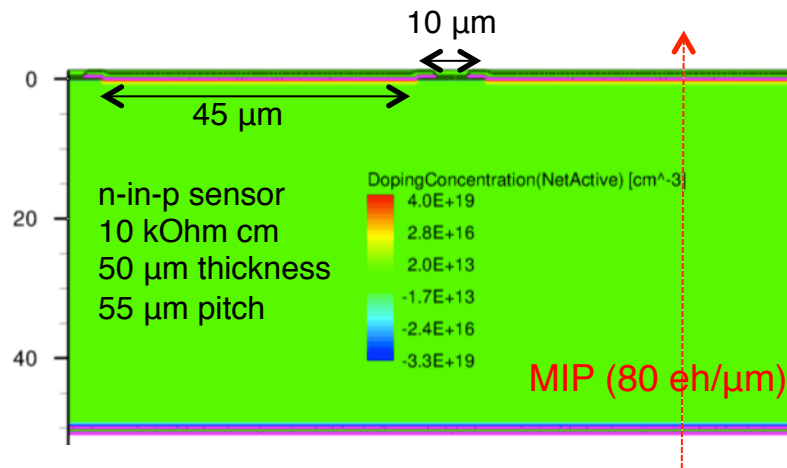 10 µm
0
45 µm
DopingConcentration(NetActive) [cm^-3]
n-in-p sensor
4.0E+19
10 kOhm cm
2.8E+16
20
50 µm thickness
2.0E+13
55 µm pitch
-1.7E+13
-2.4E+16
40
-3.3E+19
MIP (80 eh/µm)